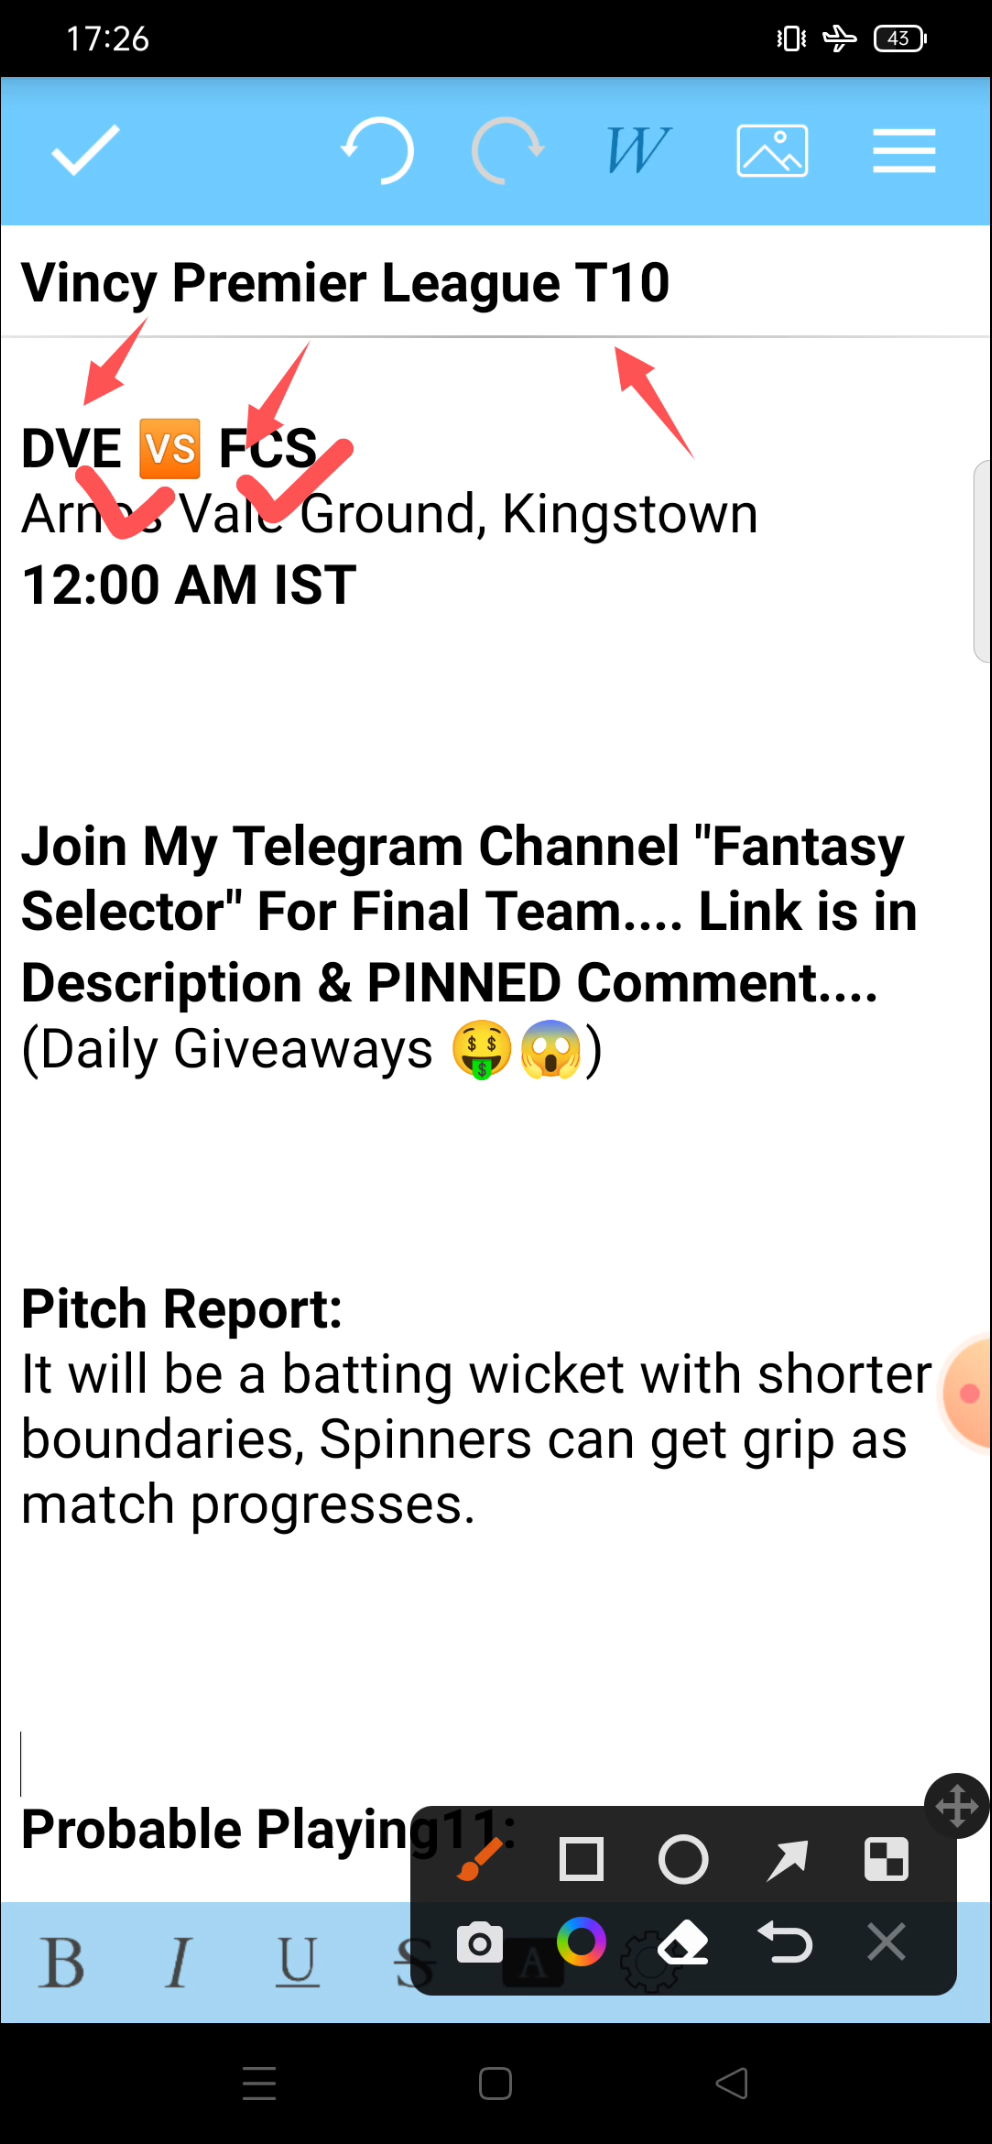 17:26
43
W
Vincy Premier League T10
DVE 🆚 FCS
Arnos Vale Ground, Kingstown
12:00 AM IST
Join My Telegram Channel "Fantasy
Selector" For Final Team.... Link is in
Description & PINNED Comment....
(Daily Giveaways 🤑😱)
Pitch Report:
It will be a batting wicket with shorter
boundaries, Spinners can get grip as
match progresses.
Probable Playing11:
B I U S A